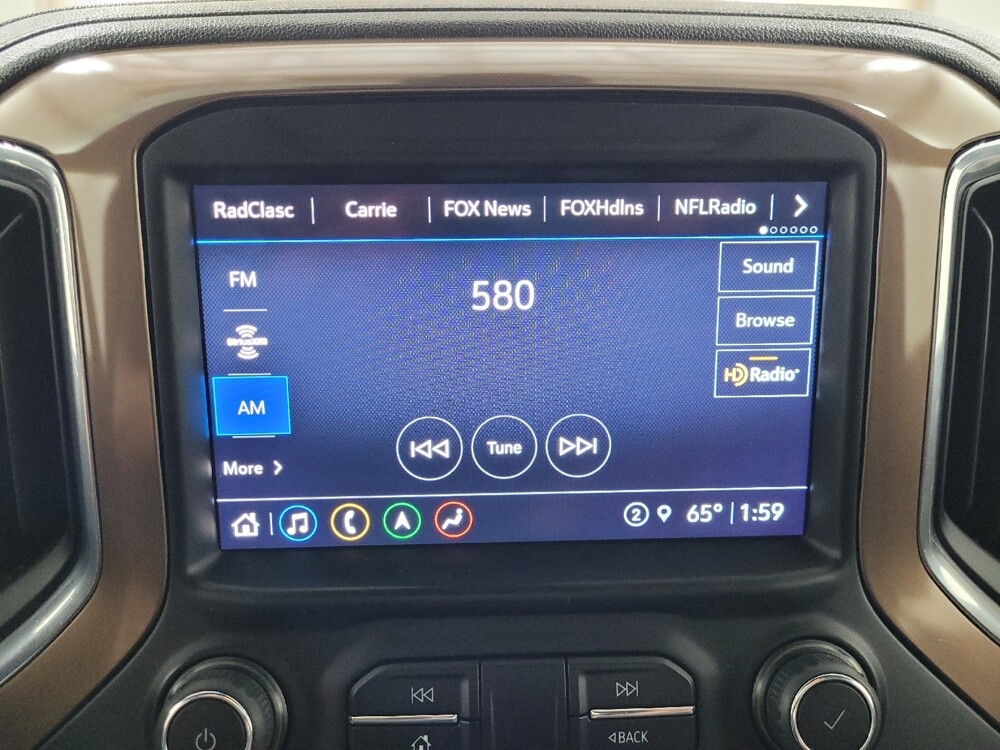 RadClasc | Carrie | FOX News | FOXHdlns | NFLRadio |
FM
SiriusXM
AM
More
580
Sound
Browse
HD Radio
Tune
2 65° | 1:59
BACK